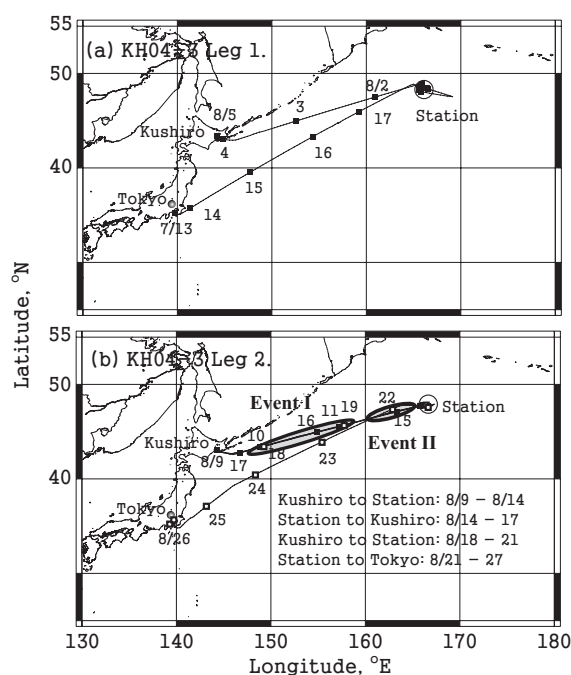 55
(a) KH04-3 Leg 1.
50
8/2
8/5
3
Station
Kushiro
17
4
16
40
15
Tokyo
14
7/13
Latitude, °N
55
(b) KH04-3 Leg 2.
50
22
Event I
11
19
Station
16
15
10
Kushiro
18
Event II
8/9
17
23
40
24
Kushiro to Station: 8/9 - 8/14
Tokyo
25
Station to Kushiro: 8/14 - 17
8/26
Kushiro to Station: 8/18 - 21
Station to Tokyo: 8/21 - 27
130 140 150 160 170 180
Longitude, °E